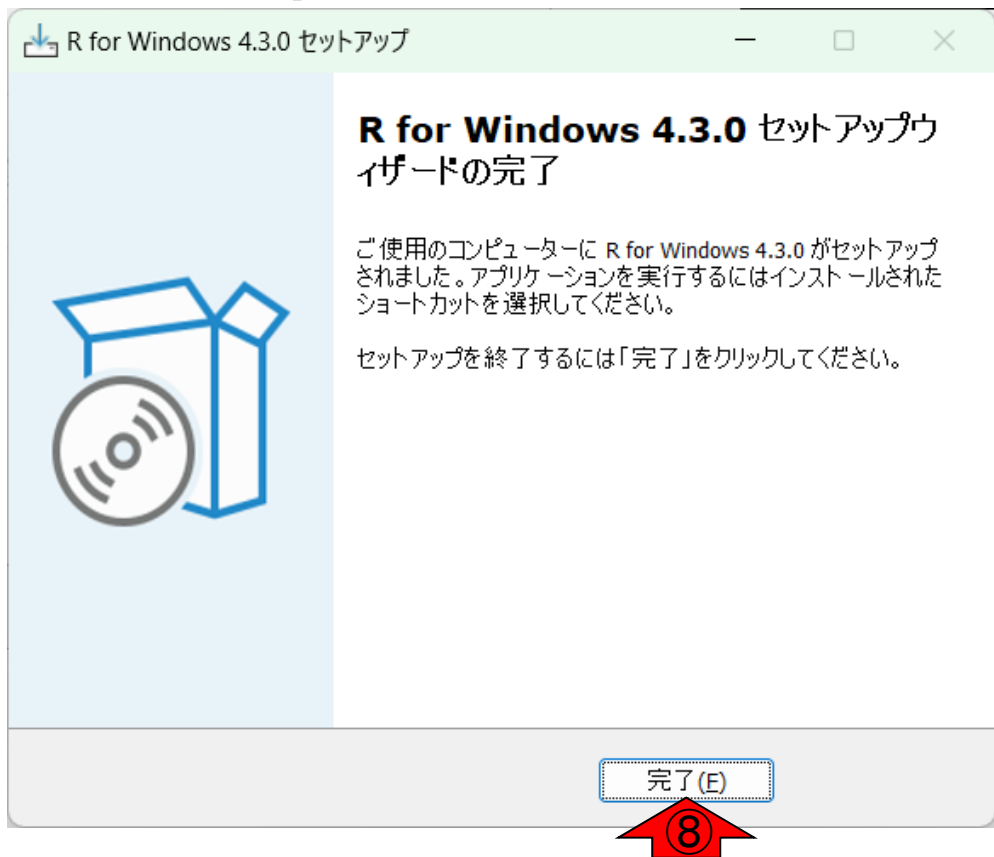 R for Windows 4.3.0 セットアップ
R for Windows 4.3.0 セットアップウ
ィザードの完了
ご使用のコンピューターに R for Windows 4.3.0 がセットアップ
されました。アプリケーションを実行するにはインストールされた
ショートカットを選択してください。
セットアップを終了するには「完了」をクリックしてください。
完了(F)
⑧